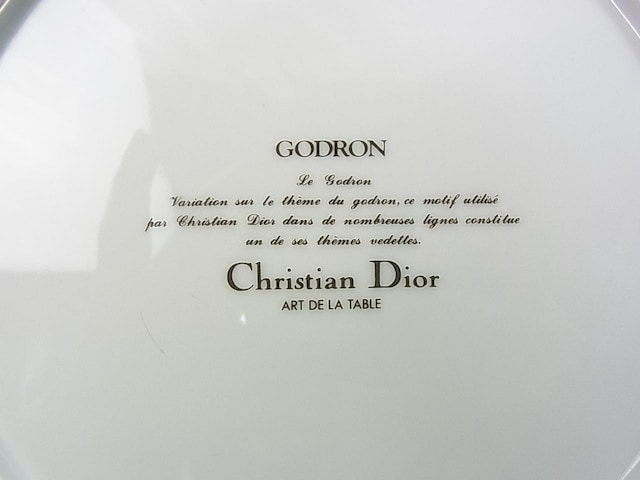 GODRON
Le Godron
Variation sur le thème du godron, ce motif utilisé
par Christian Dior dans de nombreuses lignes constitue
un de ses thèmes vedettes.
Christian Dior
ART DE LA TABLE